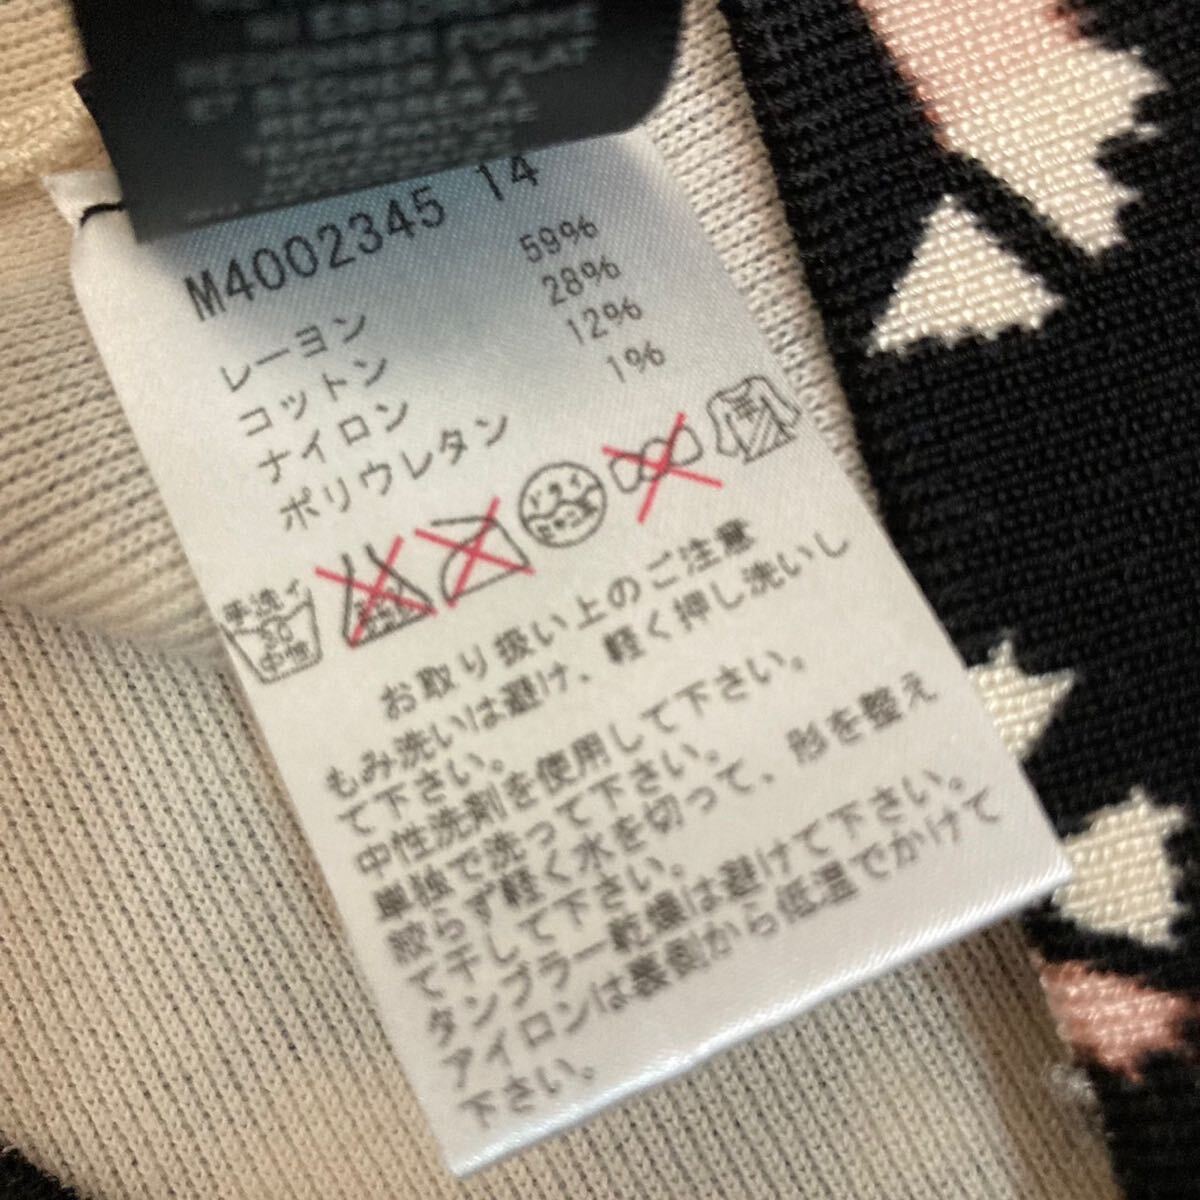 REDONNER FORME
ET SÉCHER À PLAT
REPASSER À
M4002345 14
レーヨン 59%
コットン 28%
ナイロン 12%
ポリウレタン 1%
手洗イ
30
中性
ドライ
お取り扱い上のご注意
もみ洗いは避け、軽く押し洗いし
て下さい。
中性洗剤を使用して下さい。
単独で洗って下さい。
絞らず軽く水を切って、形を整え
て干して下さい。
タンブラー乾燥は避けて下さい。
アイロンは裏側から低温でかけて
下さい。